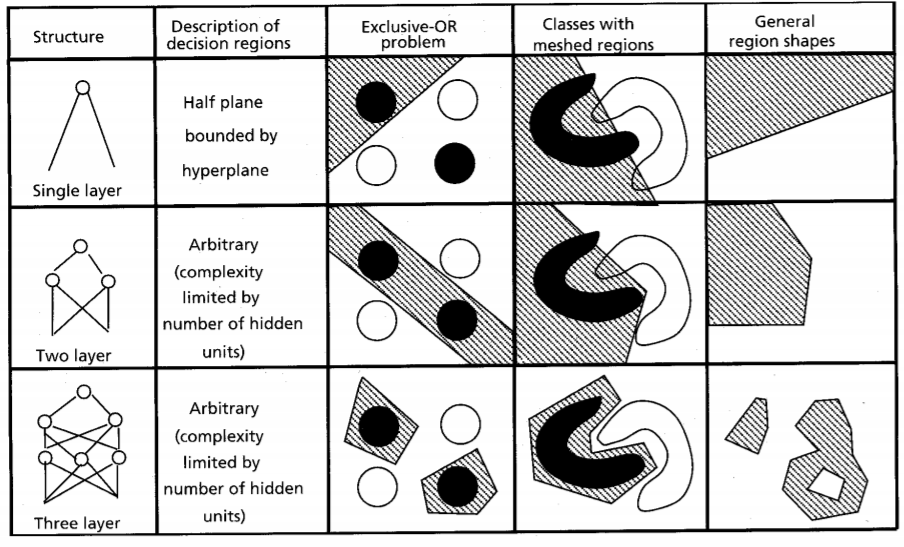 Structure
Description of
decision regions
Exclusive-OR
problem
Classes with
meshed regions
General
region shapes
Single layer
Half plane
bounded by
hyperplane
Two layer
Arbitrary
(complexity
limited by
number of hidden
units)
Three layer
Arbitrary
(complexity
limited by
number of hidden
units)